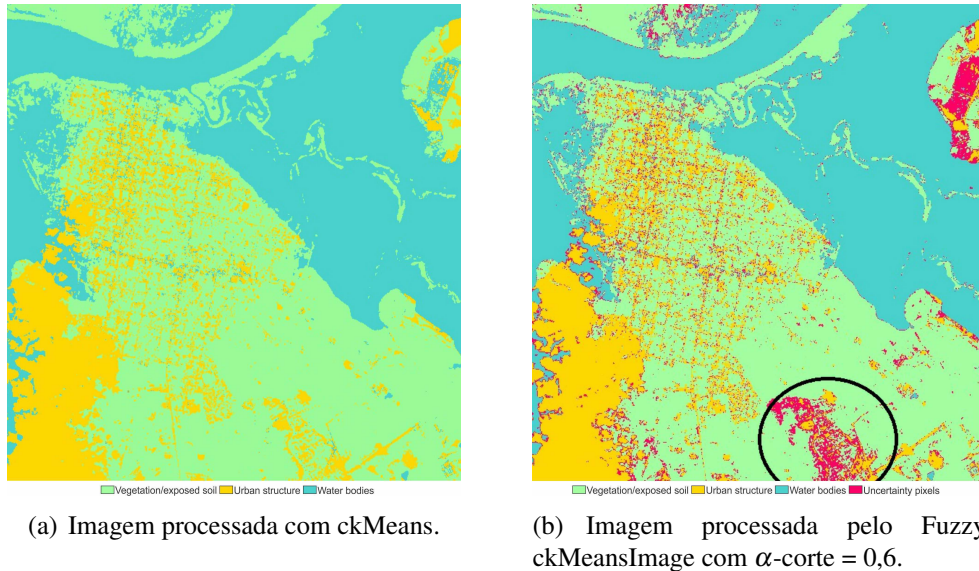 Vegetation/exposed soil Urban structure Water bodies
Vegetation/exposed soil Urban structure Water bodies Uncertainty pixels
(a) Imagem processada com ckMeans.
(b) Imagem processada pelo Fuzzy
ckMeansImage com α-corte = 0,6.